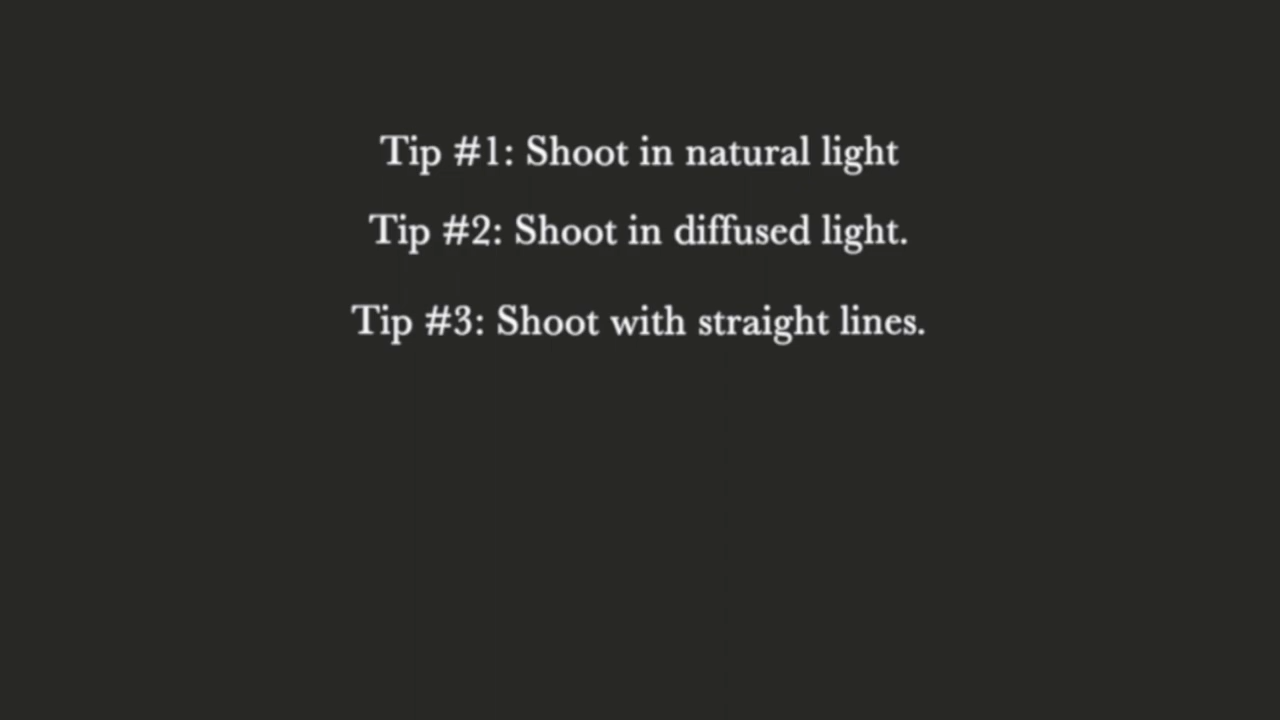 Tip #1: Shoot in natural light
Tip #2: Shoot in diffused light.
Tip #3: Shoot with straight lines.